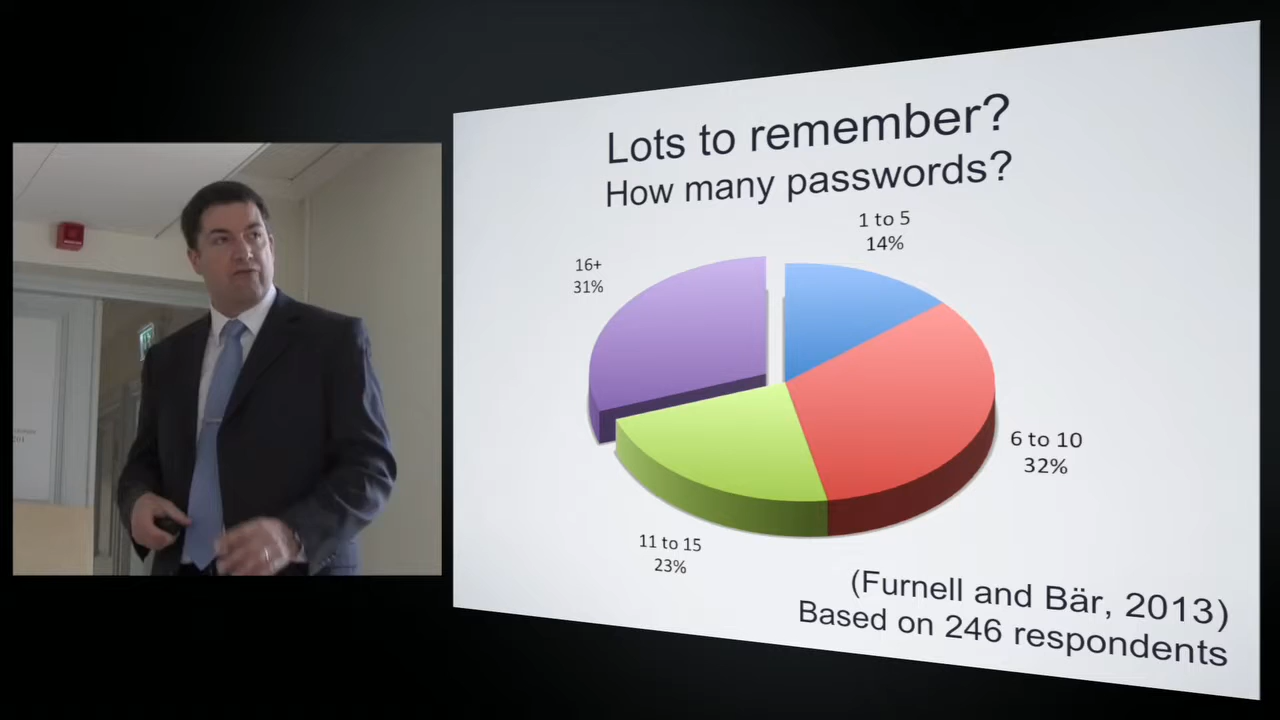 Lots to remember?
How many passwords?
1 to 5
14%
16+
31%
6 to 10
32%
11 to 15
23%
(Furnell and Bär, 2013)
Based on 246 respondents